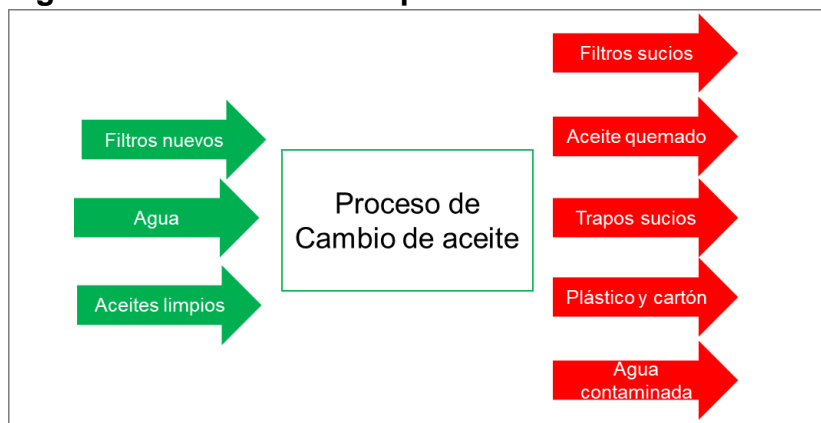 Filtros nuevos
Agua
Aceites limpios
Proceso de
Cambio de aceite
Filtros sucios
Aceite quemado
Trapos sucios
Plástico y cartón
Agua
contaminada